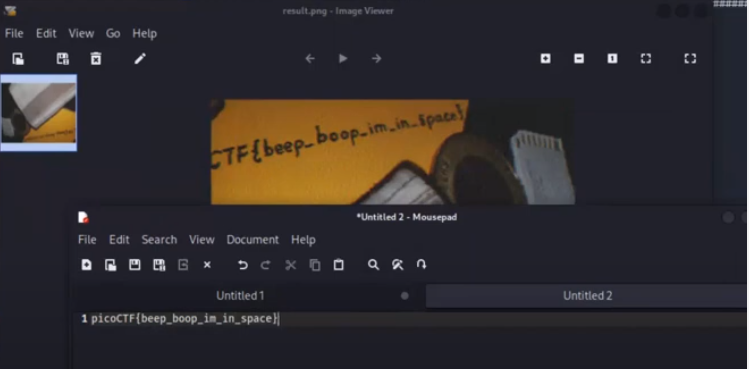 result.png - Image Viewer
File Edit View Go Help
CTF{beep_boop_im_in_space}
*Untitled 2 - Mousepad
File Edit Search View Document Help
Untitled 1 Untitled 2
1 picoCTF{beep_boop_im_in_space}